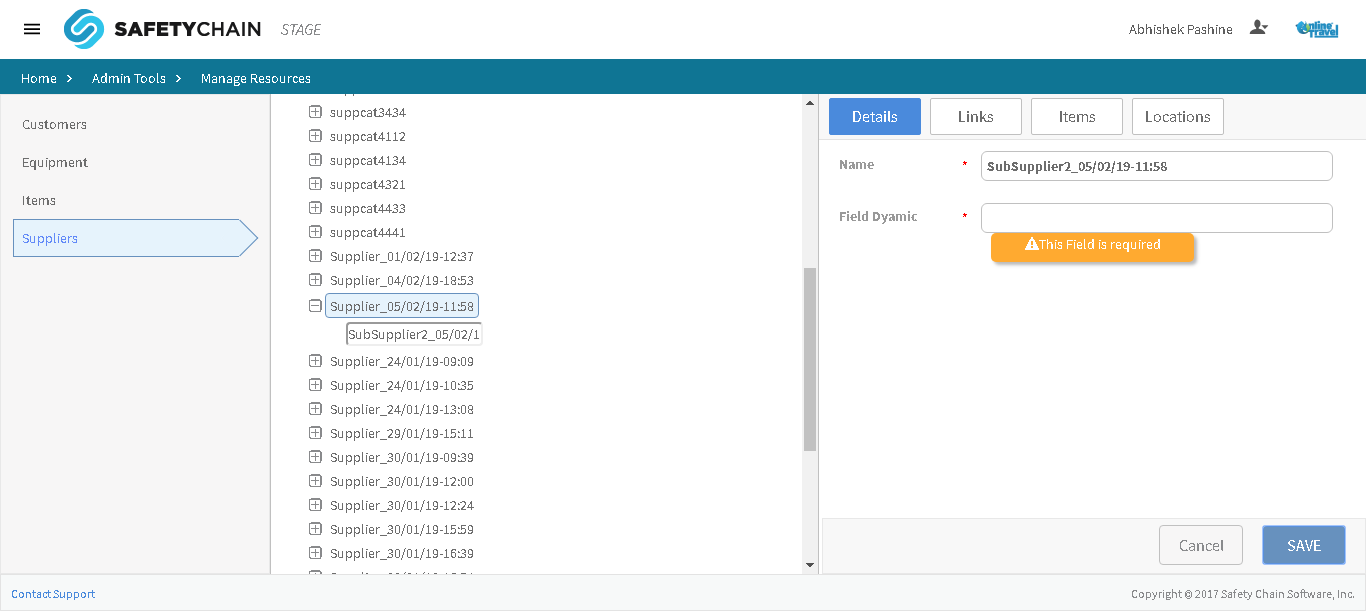 SAFETYCHAIN STAGE
Abhishek Pashine
Online Travel
Home > Admin Tools > Manage Resources
Customers
Equipment
Items
Suppliers
suppcat3434
suppcat4112
suppcat4134
suppcat4321
suppcat4433
suppcat4441
Supplier_01/02/19-12:37
Supplier_04/02/19-18:53
Supplier_05/02/19-11:58
SubSupplier2_05/02/1
Supplier_24/01/19-09:09
Supplier_24/01/19-10:35
Supplier_24/01/19-13:08
Supplier_29/01/19-15:11
Supplier_30/01/19-09:39
Supplier_30/01/19-12:00
Supplier_30/01/19-12:24
Supplier_30/01/19-15:59
Supplier_30/01/19-16:39
Details Links Items Locations
Name * SubSupplier2_05/02/19-11:58
Field Dyamic *
This Field is required
Cancel SAVE
Contact Support
Copyright © 2017 Safety Chain Software, Inc.